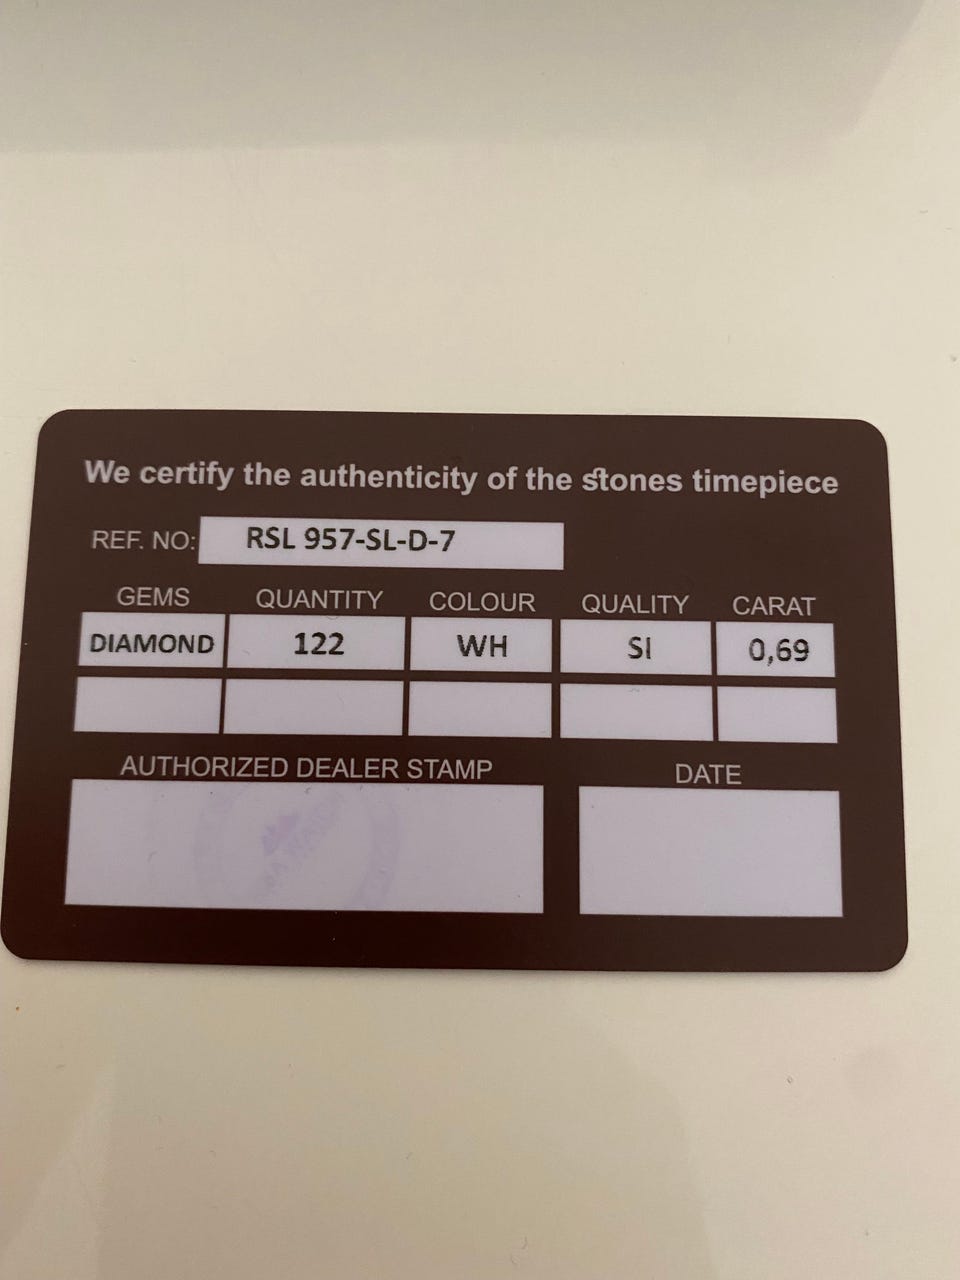 We certify the authenticity of the stones timepiece
REF. NO: RSL 957-SL-D-7
GEMS QUANTITY COLOUR QUALITY CARAT
DIAMOND 122 WH SI 0,69
AUTHORIZED DEALER STAMP DATE